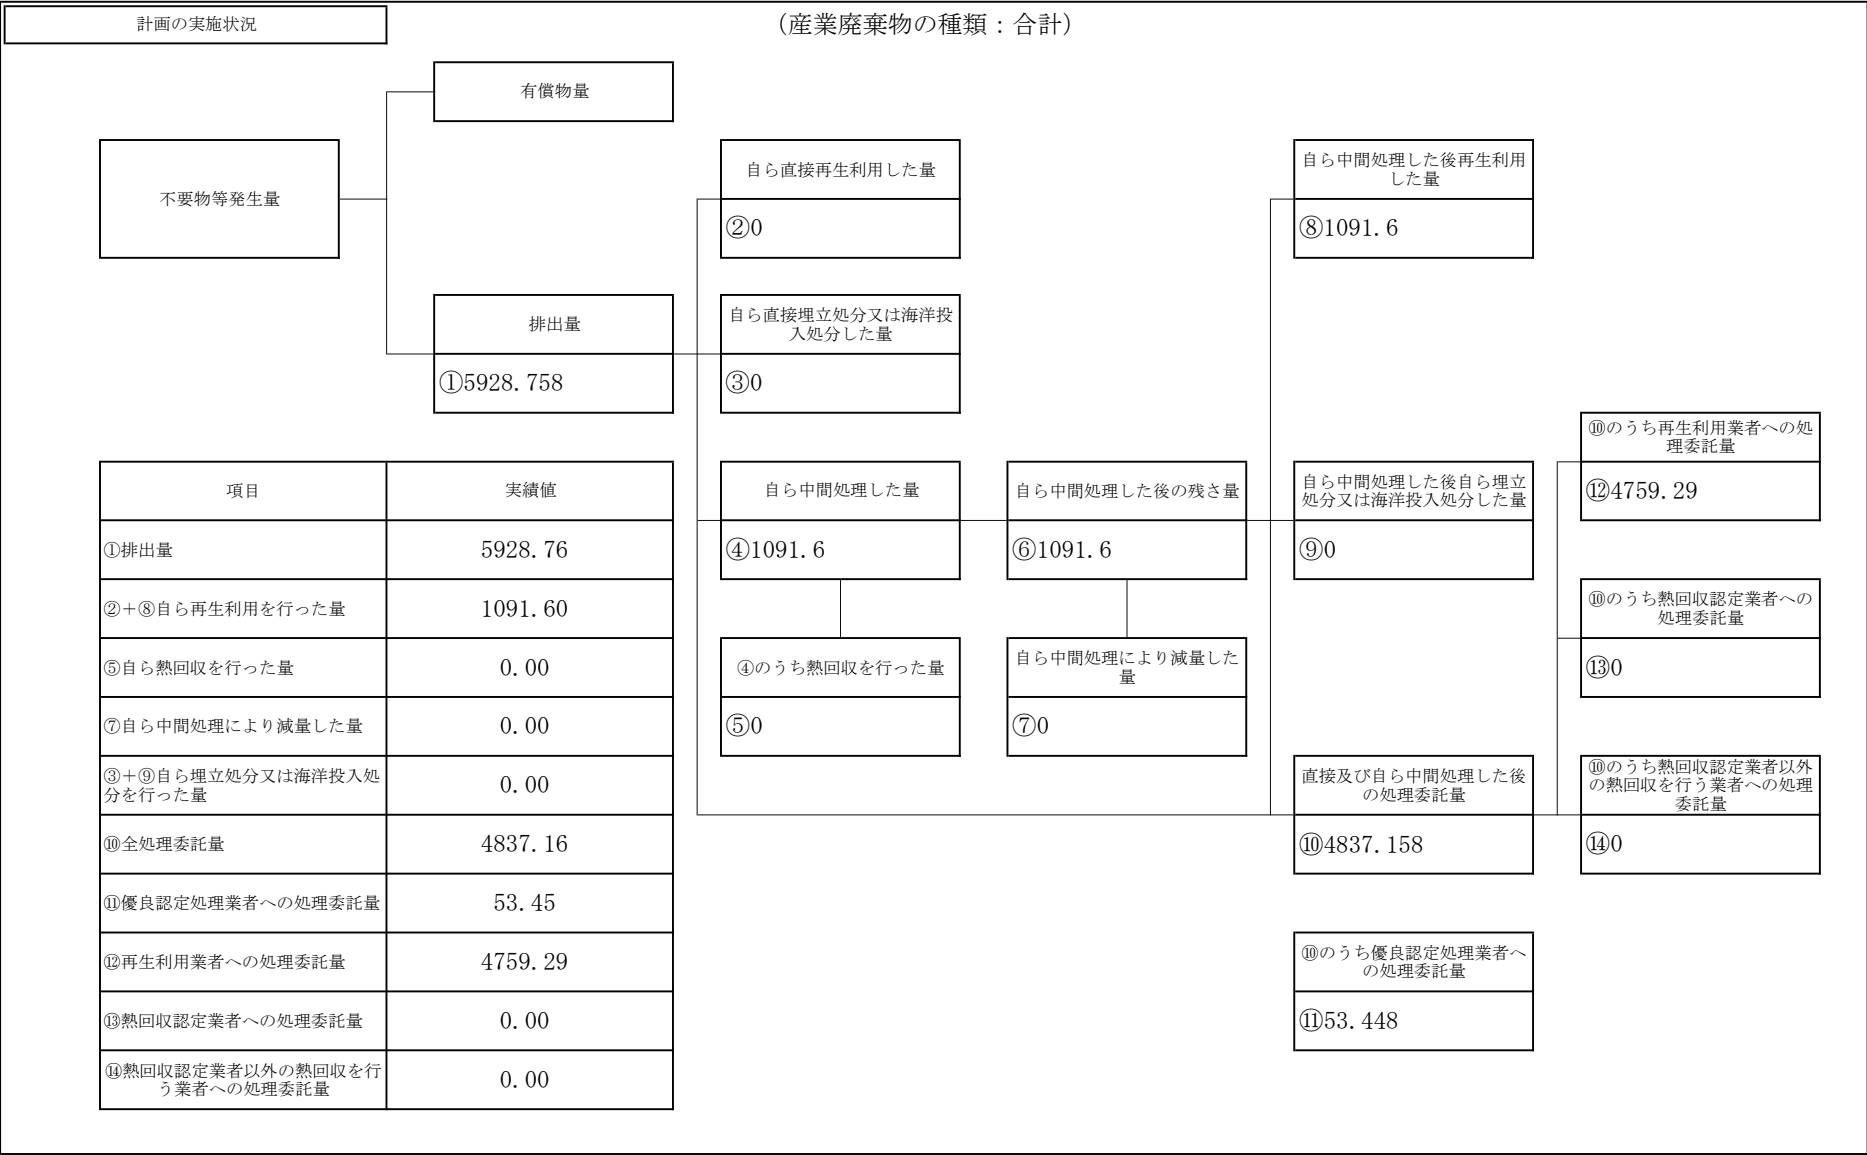 計画の実施状況
（産業廃棄物の種類：合計）
有償物量
不要物等発生量
排出量
①5928.758
自ら直接再生利用した量
②0
自ら直接埋立処分又は海洋投
入処分した量
③0
自ら中間処理した量
④1091.6
④のうち熱回収を行った量
⑤0
自ら中間処理した後の残さ量
⑥1091.6
自ら中間処理により減量した
量
⑦0
自ら中間処理した後再生利用
した量
⑧1091.6
自ら中間処理した後自ら埋立
処分又は海洋投入処分した量
⑨0
直接及び自ら中間処理した後
の処理委託量
⑩4837.158
⑩のうち優良認定処理業者へ
の処理委託量
⑪53.448
⑩のうち再生利用業者への処
理委託量
⑫4759.29
⑩のうち熱回収認定業者への
処理委託量
⑬0
⑩のうち熱回収認定業者以外
の熱回収を行う業者への処理
委託量
⑭0
項目 実績値
①排出量 5928.76
②＋⑧自ら再生利用を行った量 1091.60
⑤自ら熱回収を行った量 0.00
⑦自ら中間処理により減量した量 0.00
③＋⑨自ら埋立処分又は海洋投入処
分を行った量 0.00
⑩全処理委託量 4837.16
⑪優良認定処理業者への処理委託量 53.45
⑫再生利用業者への処理委託量 4759.29
⑬熱回収認定業者への処理委託量 0.00
⑭熱回収認定業者以外の熱回収を行
う業者への処理委託量 0.00